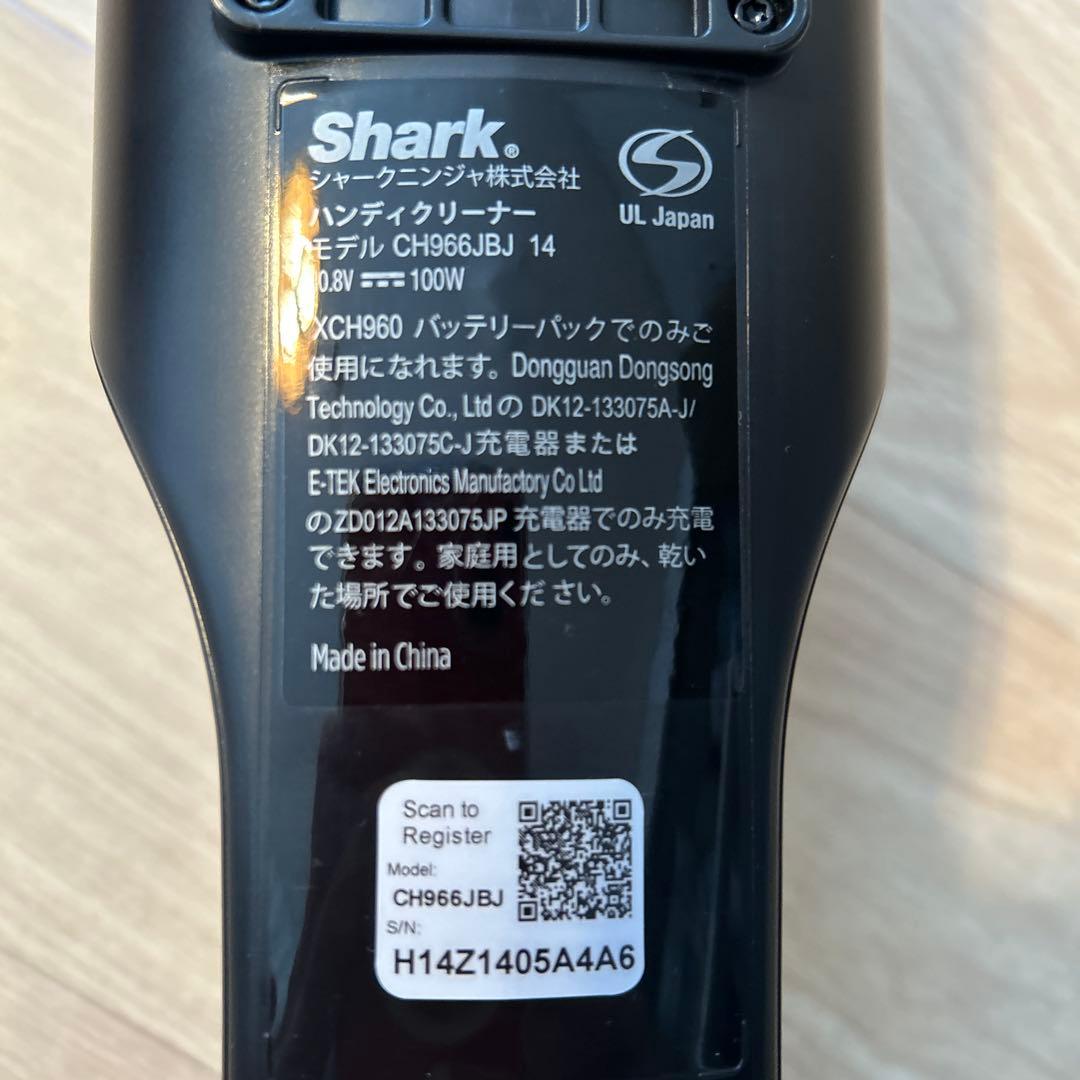 Shark®
シャークニンジャ株式会社
UL Japan
ハンディクリーナー
モデル CH966JBJ 14
0.8V 100W
XCH960 バッテリーパックでのみご
使用になれます。Dongguan Dongsong
Technology Co., Ltd の DK12-133075A-J/
DK12-133075C-J充電器または
E-TEK Electronics Manufactory Co Ltd
のZD012A133075JP 充電器でのみ充電
できます。家庭用としてのみ、乾い
た場所でご使用ください。
Made in China
Scan to
Register
Model:
CH966JBJ
S/N:
H14Z1405A4A6